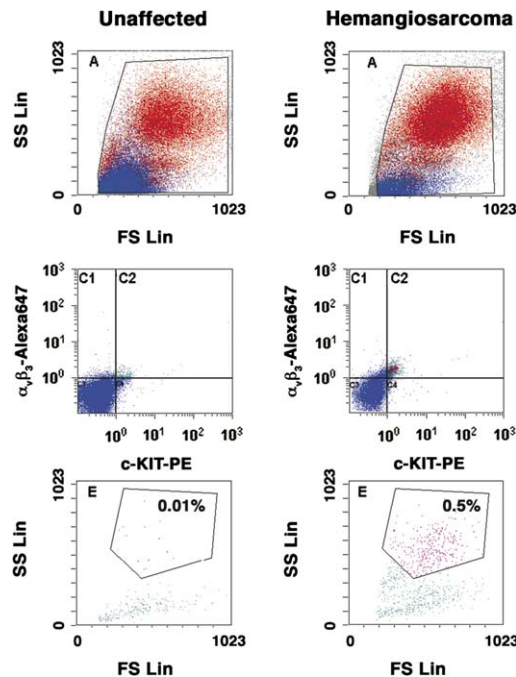 Unaffected Hemangiosarcoma
1023 A 1023 A
SS Lin SS Lin
0 0
0 1023 0 1023
FS Lin FS Lin
10³ C1 C2 10³ C1 C2
10² 10²
αᵥβ₃-Alexa647 αᵥβ₃-Alexa647
10¹ 10¹
10⁰ 10⁰
C3 C4
10⁰ 10¹ 10² 10³ 10⁰ 10¹ 10² 10³
c-KIT-PE c-KIT-PE
1023 E 0.01% 1023 E 0.5%
SS Lin SS Lin
0 0
0 1023 0 1023
FS Lin FS Lin